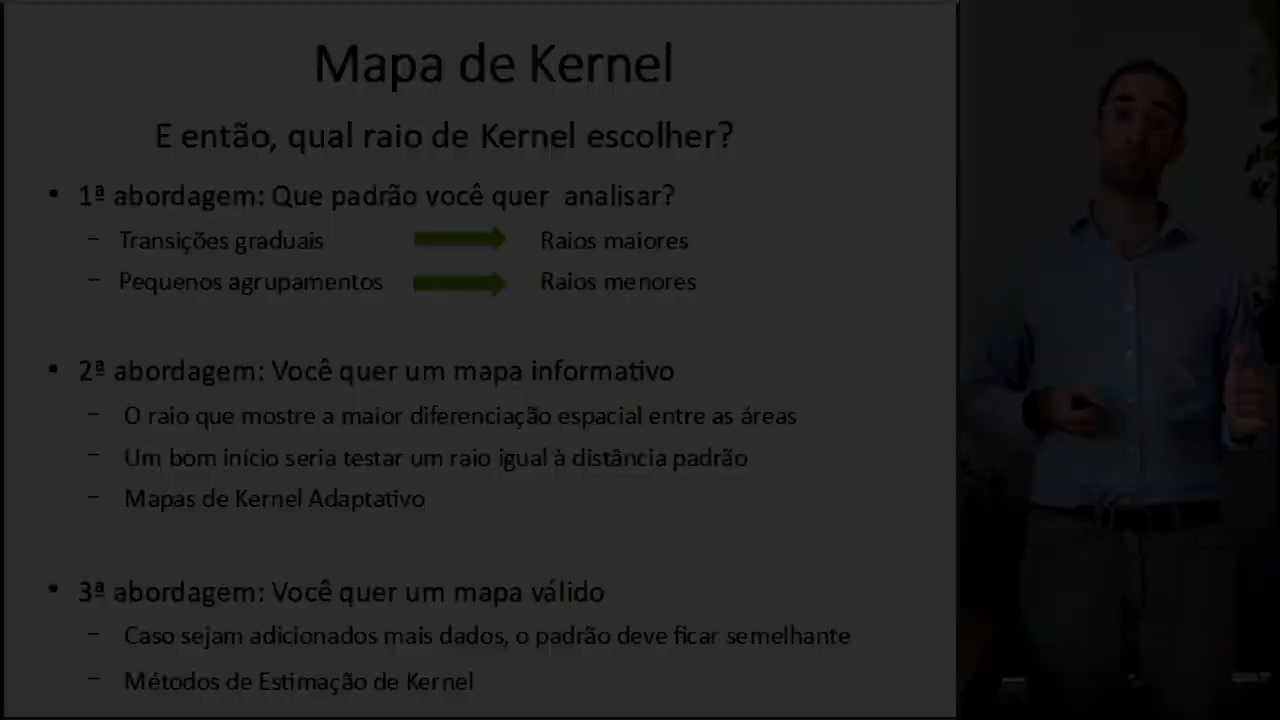 Mapa de Kernel
E então, qual raio de Kernel escolher?
• 1ª abordagem: Que padrão você quer analisar?
– Transições graduais Raios maiores
– Pequenos agrupamentos Raios menores
• 2ª abordagem: Você quer um mapa informativo
– O raio que mostre a maior diferenciação espacial entre as áreas
– Um bom início seria testar um raio igual à distância padrão
– Mapas de Kernel Adaptativo
• 3ª abordagem: Você quer um mapa válido
– Caso sejam adicionados mais dados, o padrão deve ficar semelhante
– Métodos de Estimação de Kernel